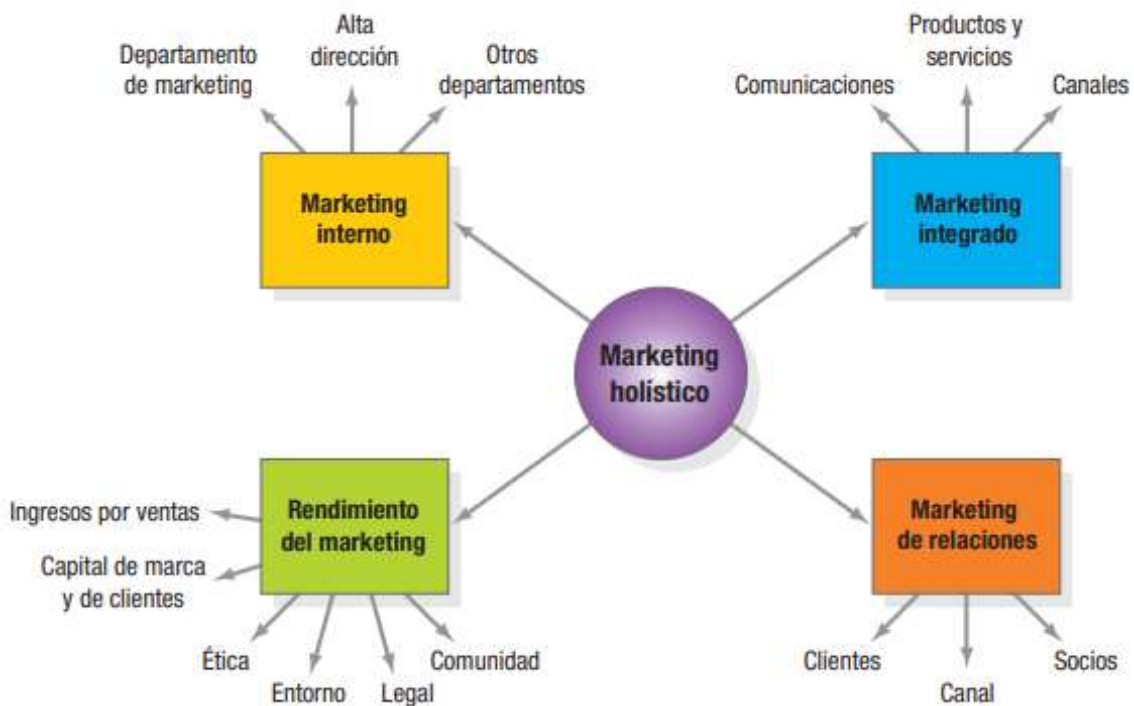 Departamento
de marketing
Alta
dirección
Otros
departamentos
Marketing
interno
Comunicaciones
Productos y
servicios
Canales
Marketing
integrado
Marketing
holístico
Ingresos por ventas
Capital de marca
y de clientes
Rendimiento
del marketing
Ética
Entorno
Legal
Comunidad
Marketing
de relaciones
Clientes
Canal
Socios